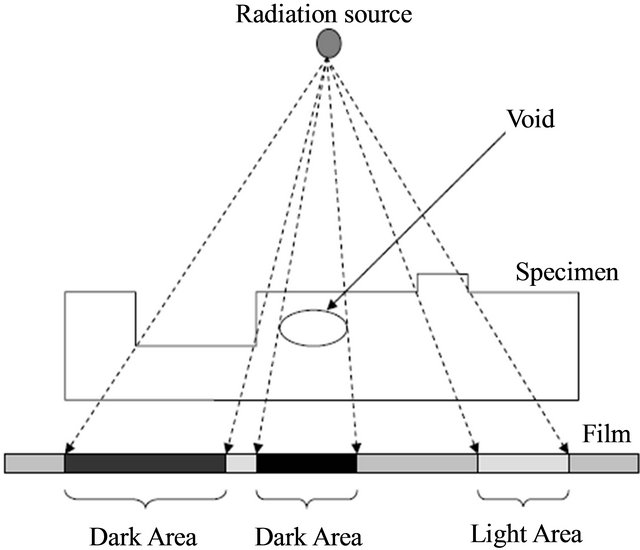 Radiation source
Void
Specimen
Film
Dark Area
Dark Area
Light Area